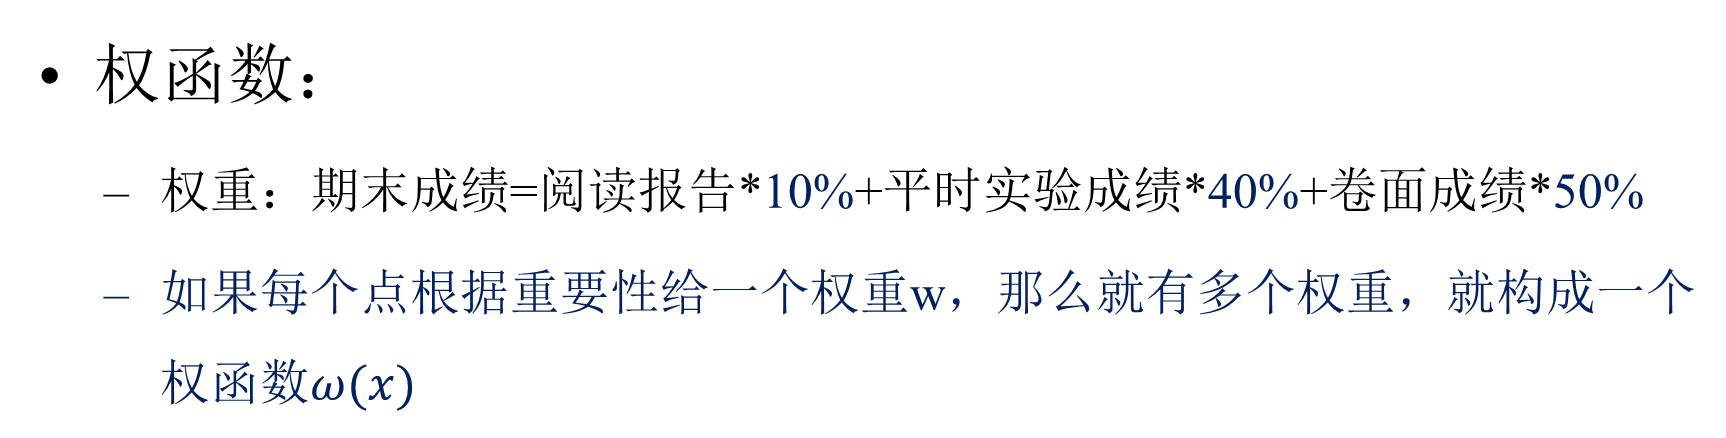 • 权函数：
– 权重：期末成绩=阅读报告*10%+平时实验成绩*40%+卷面成绩*50%
– 如果每个点根据重要性给一个权重w，那么就有多个权重，就构成一个
权函数ω(x)